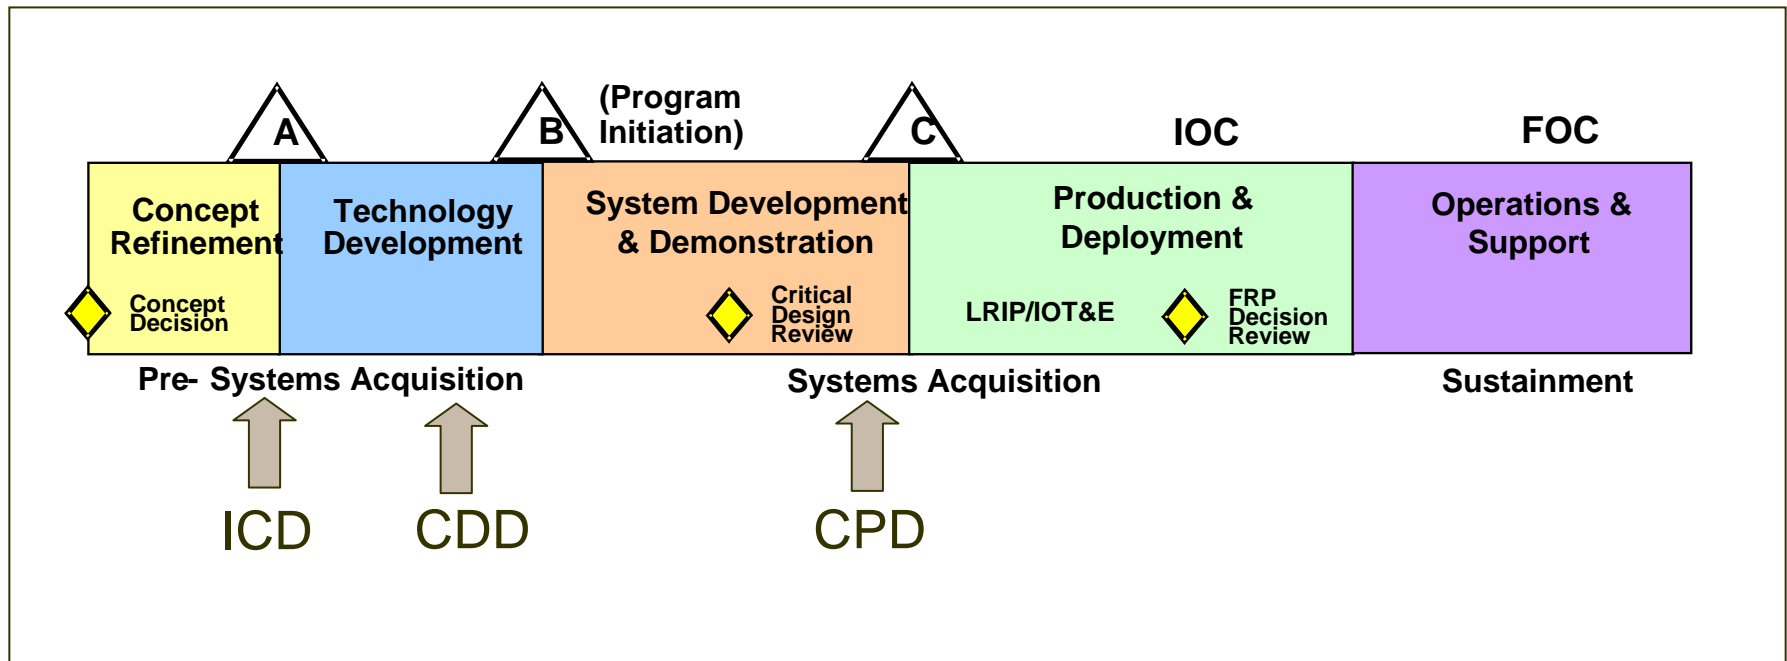 A
B
(Program
Initiation)
C
IOC
FOC
Concept
Refinement
Technology
Development
System Development
& Demonstration
Production &
Deployment
Operations &
Support
Concept
Decision
Critical
Design
Review
LRIP/IOT&E
FRP
Decision
Review
Pre- Systems Acquisition
Systems Acquisition
Sustainment
ICD
CDD
CPD